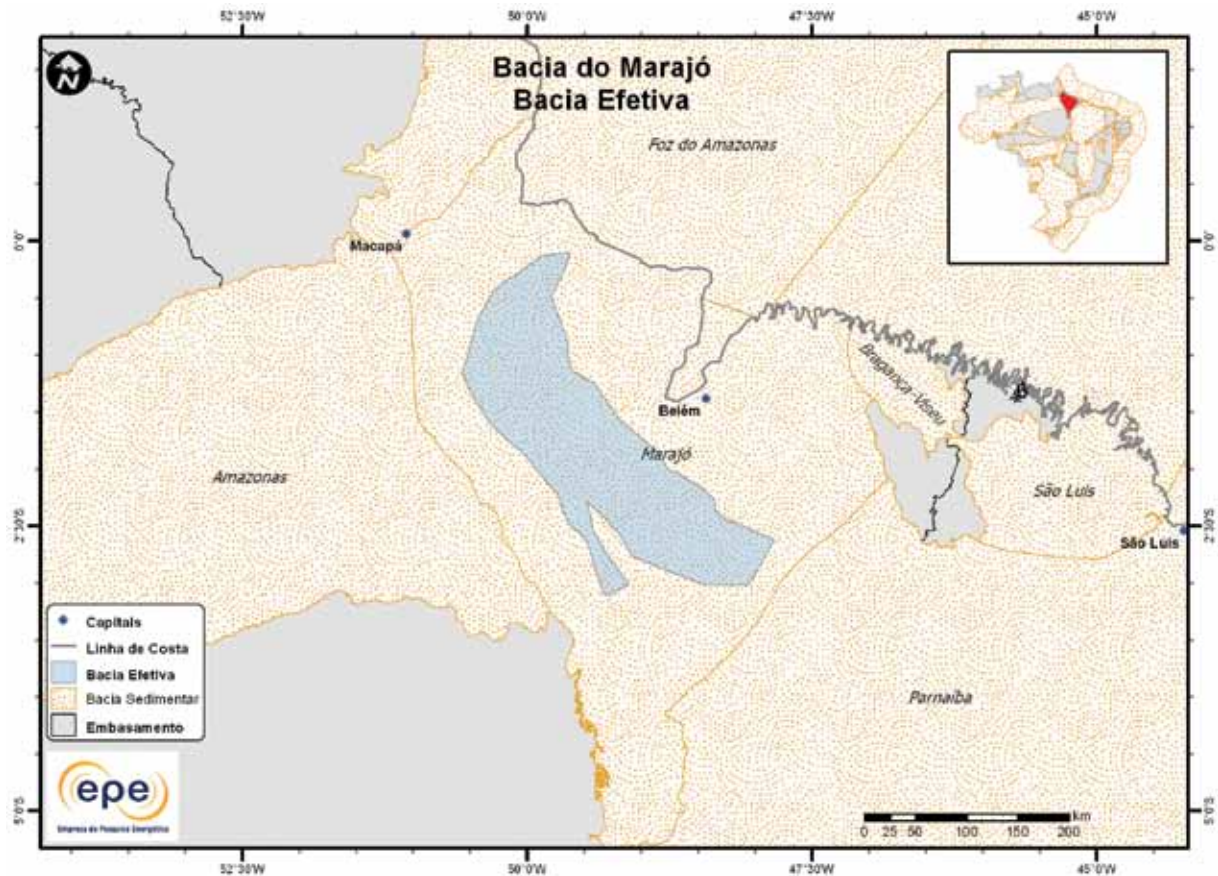 52°30'W 50°0'W 47°30'W 45°0'W
N
Bacia do Marajó
Bacia Efetiva
Foz do Amazonas
Macapá
0°0' 0°0'
Bragança-Viseu
Belém
Marajó
Amazonas
São Luis
São Luis
2°30'S 2°30'S
Capitais
Linha de Costa
Bacia Efetiva
Bacia Sedimentar
Embasamento
Parnaíba
epe
Empresa de Pesquisa Energética
km
0 25 50 100 150 200
5°0'S 5°0'S
52°30'W 50°0'W 47°30'W 45°0'W